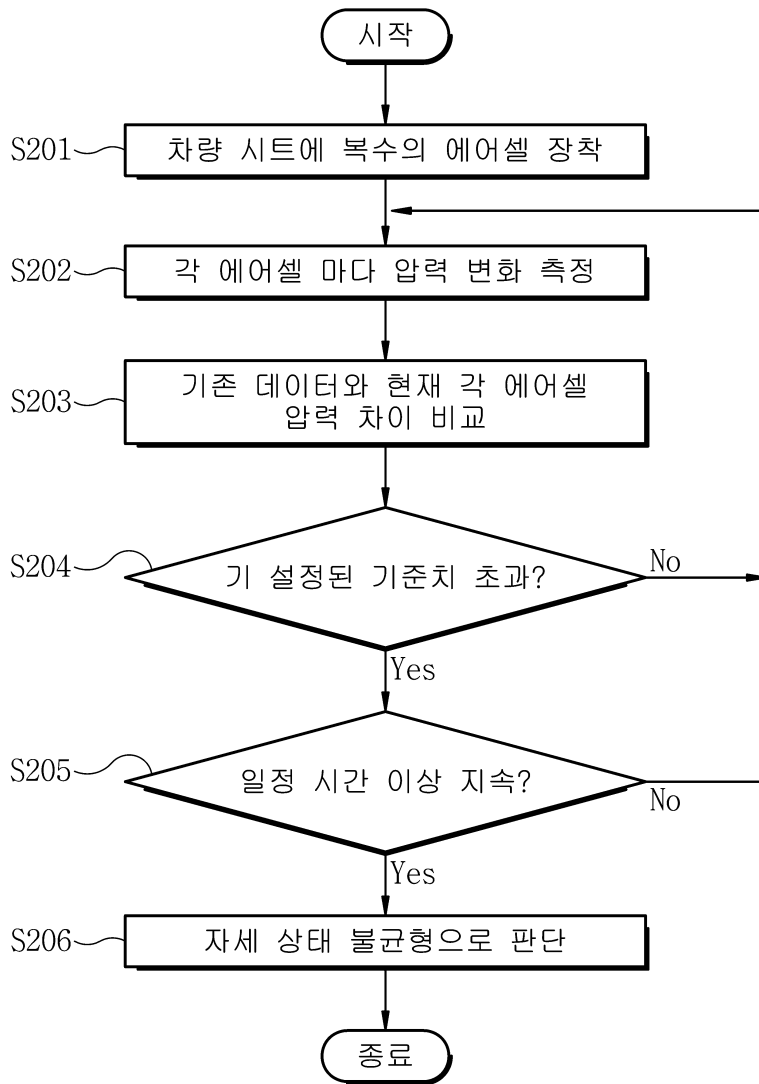 시작
S201
차량 시트에 복수의 에어셀 장착
S202
각 에어셀 마다 압력 변화 측정
S203
기존 데이터와 현재 각 에어셀
압력 차이 비교
S204
기 설정된 기준치 초과?
No
Yes
S205
일정 시간 이상 지속?
No
Yes
S206
자세 상태 불균형으로 판단
종료